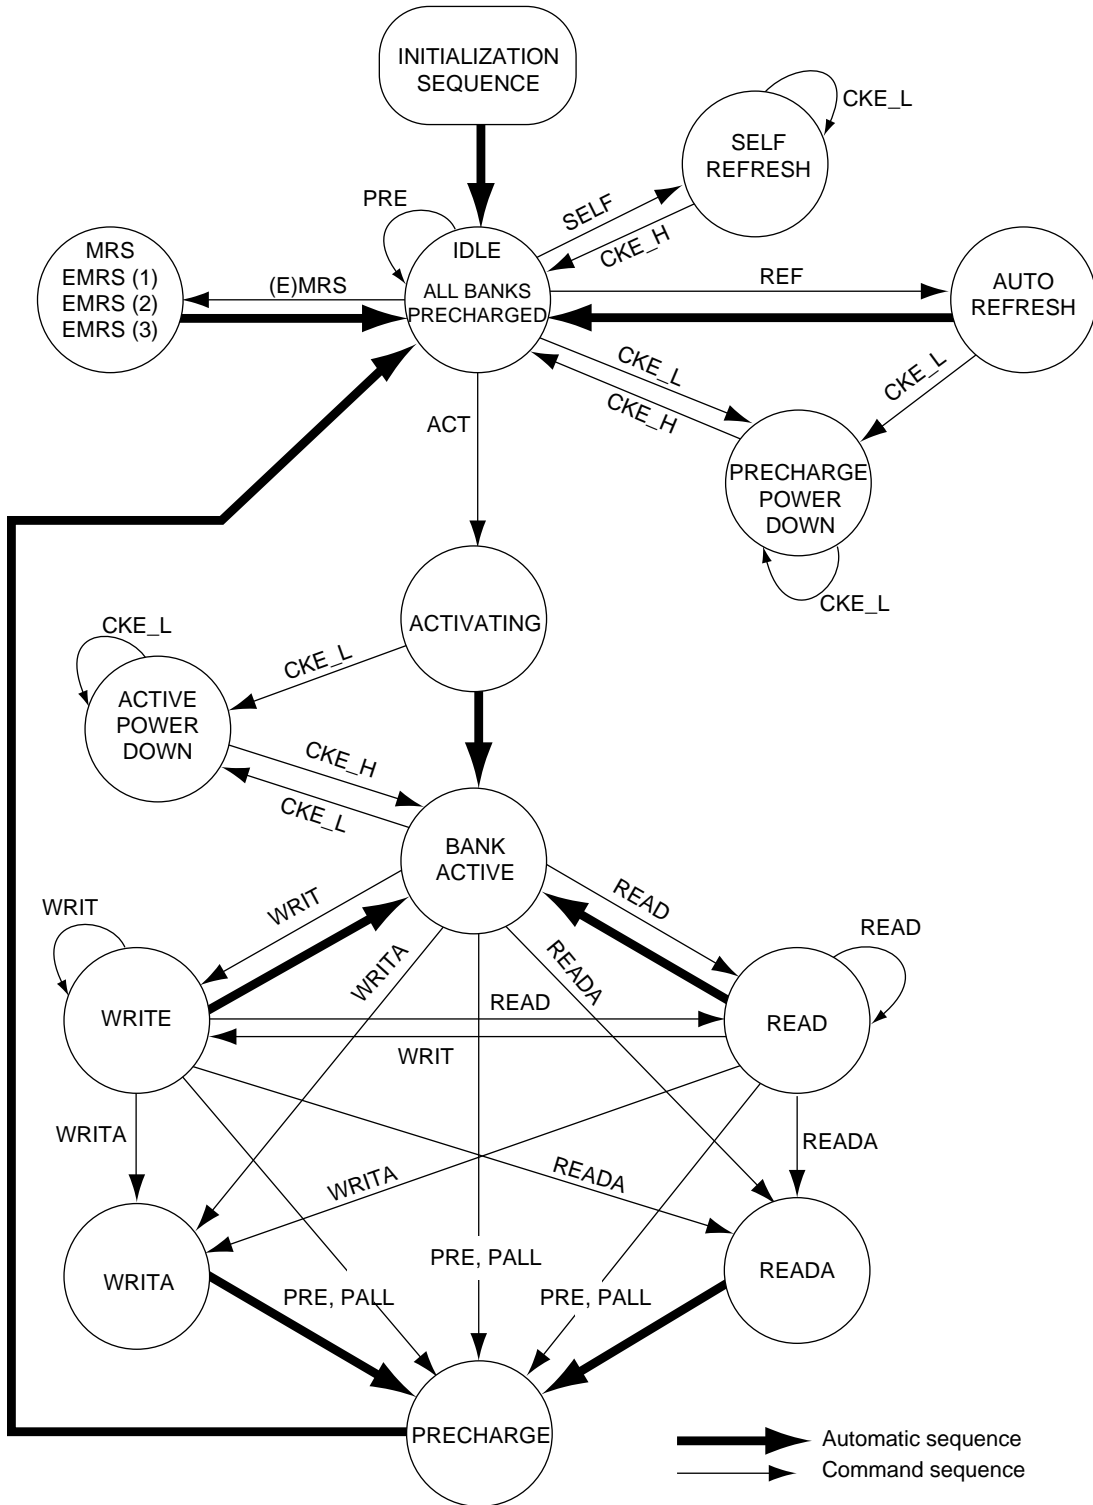 INITIALIZATION
SEQUENCE
CKE_L
SELF
REFRESH
PRE
SELF
CKE_H
MRS
EMRS (1)
EMRS (2)
EMRS (3)
(E)MRS
IDLE
ALL BANKS
PRECHARGED
REF
AUTO
REFRESH
CKE_L
CKE_H
CKE_L
ACT
PRECHARGE
POWER
DOWN
CKE_L
ACTIVATING
CKE_L
CKE_L
ACTIVE
POWER
DOWN
CKE_H
CKE_L
BANK
ACTIVE
WRIT
WRIT
READ
READ
WRITA
READA
WRITE
READ
READ
WRIT
WRITA
WRITA
READA
READA
WRITA
PRE, PALL
PRE, PALL
PRE, PALL
READA
PRECHARGE
Automatic sequence
Command sequence